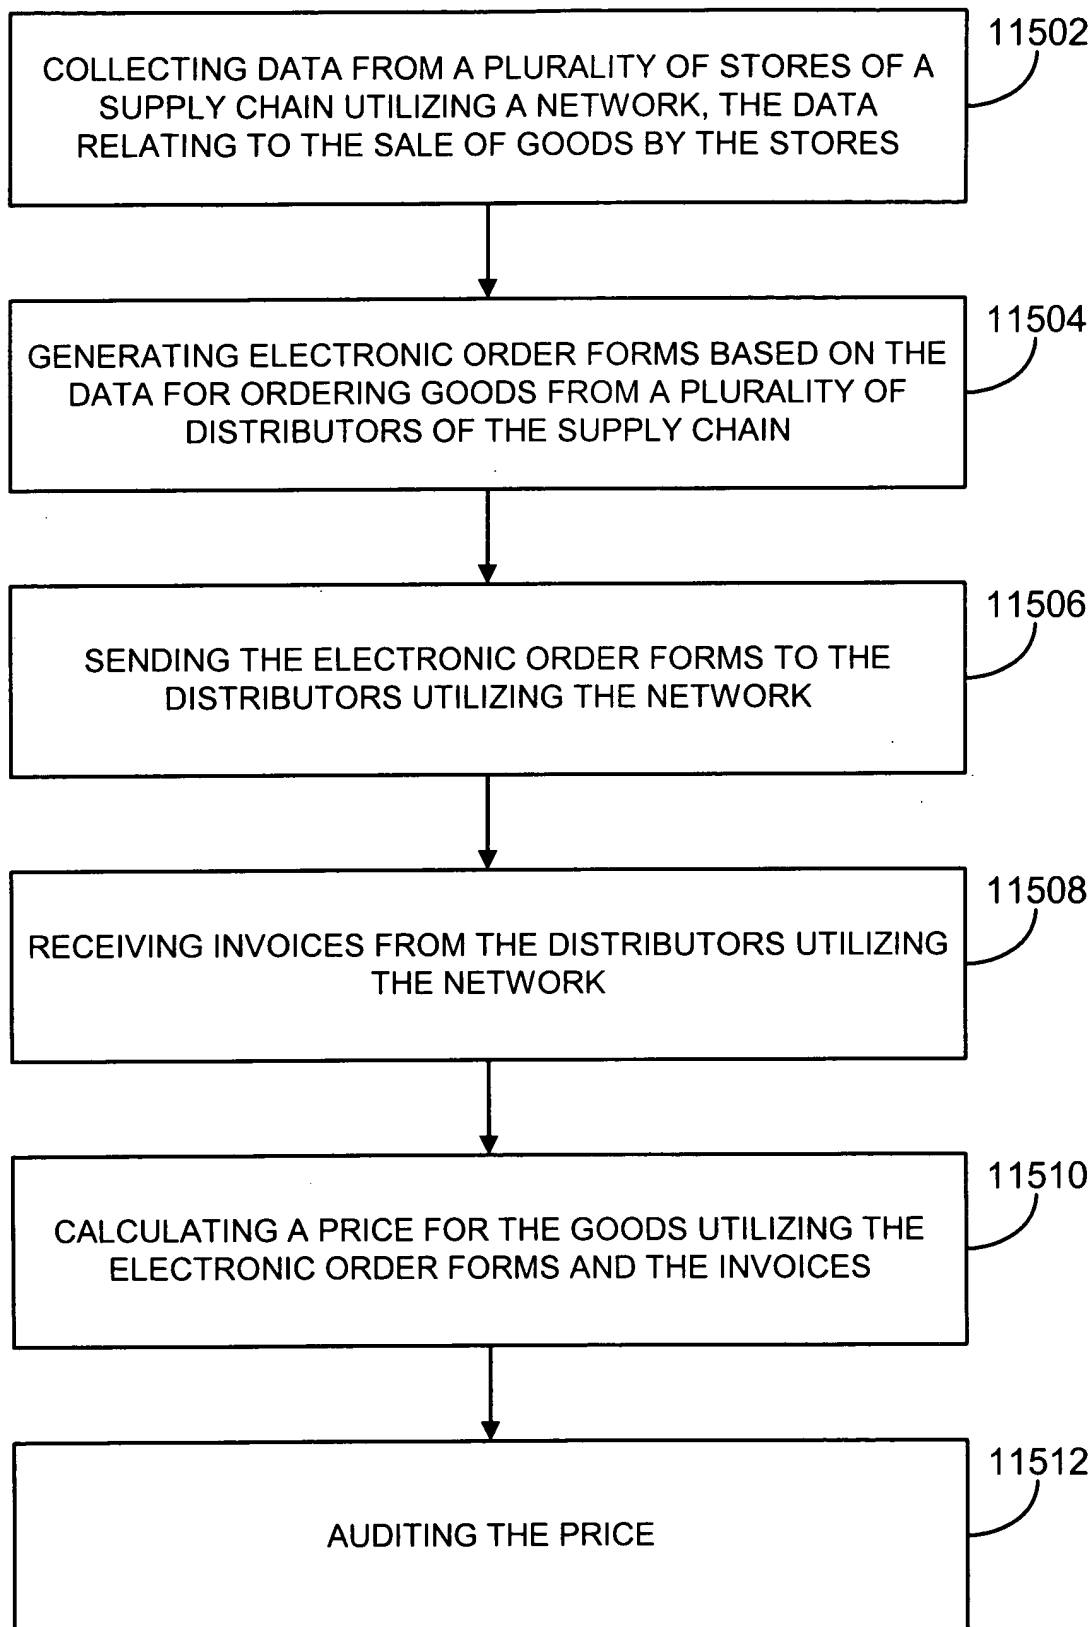 11502
COLLECTING DATA FROM A PLURALITY OF STORES OF A
SUPPLY CHAIN UTILIZING A NETWORK, THE DATA
RELATING TO THE SALE OF GOODS BY THE STORES
11504
GENERATING ELECTRONIC ORDER FORMS BASED ON THE
DATA FOR ORDERING GOODS FROM A PLURALITY OF
DISTRIBUTORS OF THE SUPPLY CHAIN
11506
SENDING THE ELECTRONIC ORDER FORMS TO THE
DISTRIBUTORS UTILIZING THE NETWORK
11508
RECEIVING INVOICES FROM THE DISTRIBUTORS UTILIZING
THE NETWORK
11510
CALCULATING A PRICE FOR THE GOODS UTILIZING THE
ELECTRONIC ORDER FORMS AND THE INVOICES
11512
AUDITING THE PRICE